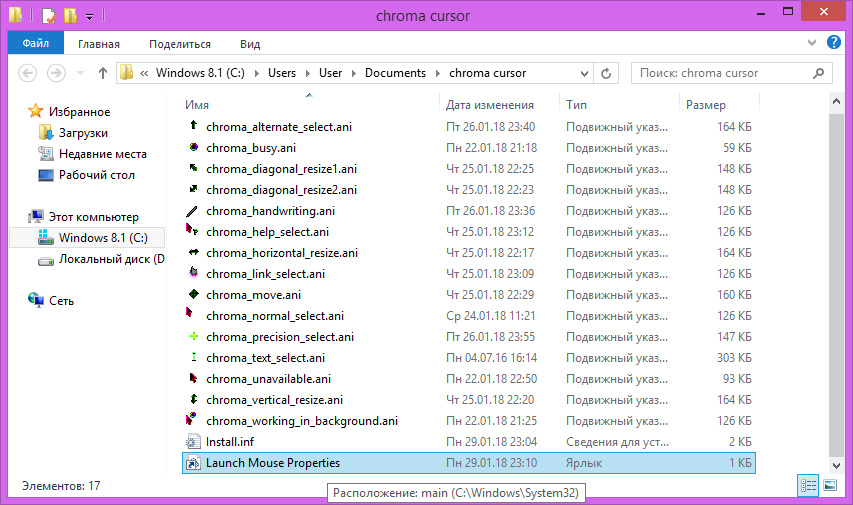 chroma cursor
Файл Главная Поделиться Вид
« Windows 8.1 (C:) Users User Documents chroma cursor Поиск: chroma cursor
Избранное
Загрузки
Недавние места
Рабочий стол
Этот компьютер
Windows 8.1 (C:)
Локальный диск (D
Сеть
Имя Дата изменения Тип Размер
chroma_alternate_select.ani Пт 26.01.18 23:40 Подвижный указ... 164 КБ
chroma_busy.ani Пн 22.01.18 21:18 Подвижный указ... 59 КБ
chroma_diagonal_resize1.ani Чт 25.01.18 22:25 Подвижный указ... 148 КБ
chroma_diagonal_resize2.ani Чт 25.01.18 22:23 Подвижный указ... 148 КБ
chroma_handwriting.ani Пт 26.01.18 23:36 Подвижный указ... 126 КБ
chroma_help_select.ani Чт 25.01.18 23:12 Подвижный указ... 126 КБ
chroma_horizontal_resize.ani Чт 25.01.18 22:17 Подвижный указ... 164 КБ
chroma_link_select.ani Чт 25.01.18 23:09 Подвижный указ... 126 КБ
chroma_move.ani Чт 25.01.18 22:29 Подвижный указ... 160 КБ
chroma_normal_select.ani Ср 24.01.18 11:21 Подвижный указ... 126 КБ
chroma_precision_select.ani Пт 26.01.18 23:55 Подвижный указ... 147 КБ
chroma_text_select.ani Пн 04.07.16 16:14 Подвижный указ... 303 КБ
chroma_unavailable.ani Пн 22.01.18 22:50 Подвижный указ... 93 КБ
chroma_vertical_resize.ani Чт 25.01.18 22:20 Подвижный указ... 164 КБ
chroma_working_in_background.ani Пн 22.01.18 21:25 Подвижный указ... 126 КБ
Install.inf Пн 29.01.18 23:04 Сведения для уст... 2 КБ
Launch Mouse Properties Пн 29.01.18 23:10 Ярлык 1 КБ
Элементов: 17
Расположение: main (C:\Windows\System32)